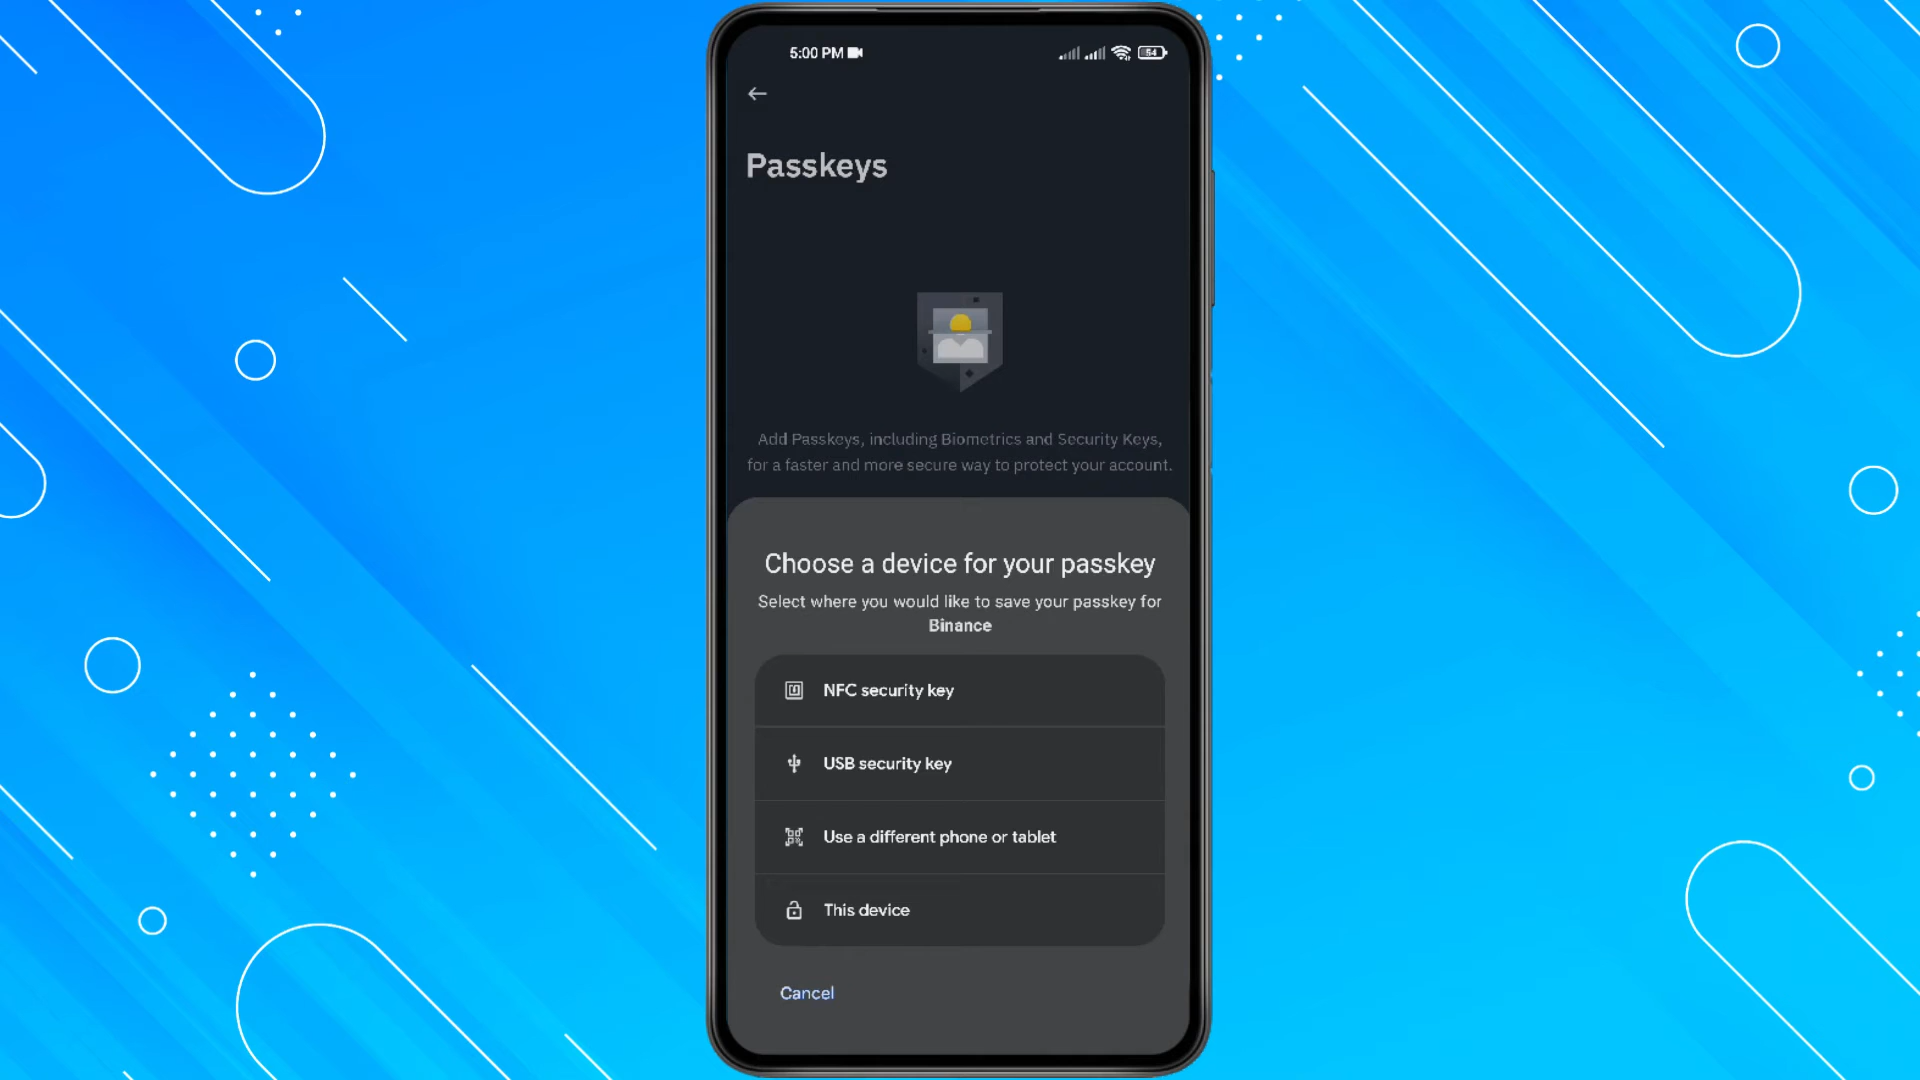 5:00 PM
54
Passkeys
Add Passkeys, including Biometrics and Security Keys,
for a faster and more secure way to protect your account.
Choose a device for your passkey
Select where you would like to save your passkey for
Binance
NFC security key
USB security key
Use a different phone or tablet
This device
Cancel